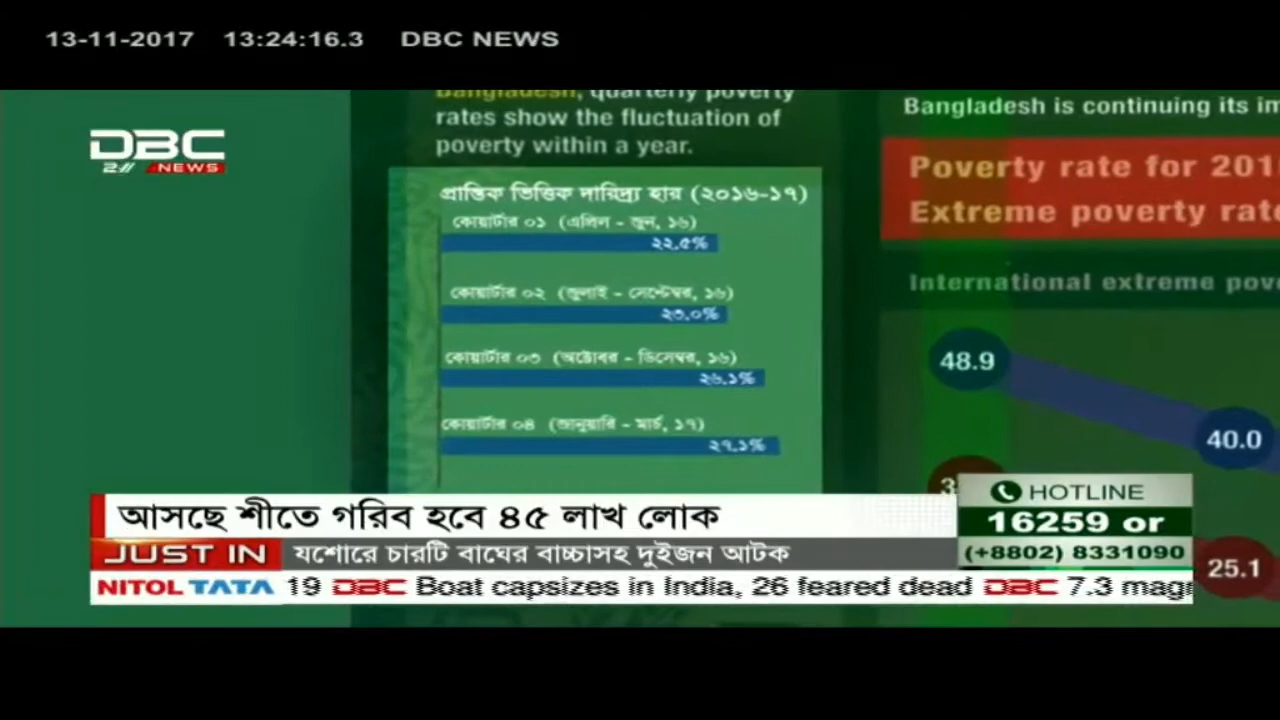 13-11-2017 13:24:16.3 DBC NEWS
DBC
24// NEWS
Bangladesh, quarterly poverty
rates show the fluctuation of
poverty within a year.
প্রান্তিক ভিত্তিক দারিদ্র্য হার (২০১৬-১৭)
কোয়ার্টার ০১ (এপ্রিল - জুন, ১৬)
২২.৫%
কোয়ার্টার ০২ (জুলাই - সেপ্টেম্বর, ১৬)
২৩.০%
কোয়ার্টার ০৩ (অক্টোবর - ডিসেম্বর, ১৬)
২৬.১%
কোয়ার্টার ০৪ (জানুয়ারি - মার্চ, ১৭)
২৭.১%
Bangladesh is continuing its im
Poverty rate for 201
Extreme poverty rate
International extreme pove
48.9
40.0
3
25.1
আসছে শীতে গরিব হবে ৪৫ লাখ লোক
JUST IN যশোরে চারটি বাঘের বাচ্চাসহ দুইজন আটক
HOTLINE
16259 or
(+8802) 8331090
NITOL TATA 19 DBC Boat capsizes in India, 26 feared dead DBC 7.3 magn